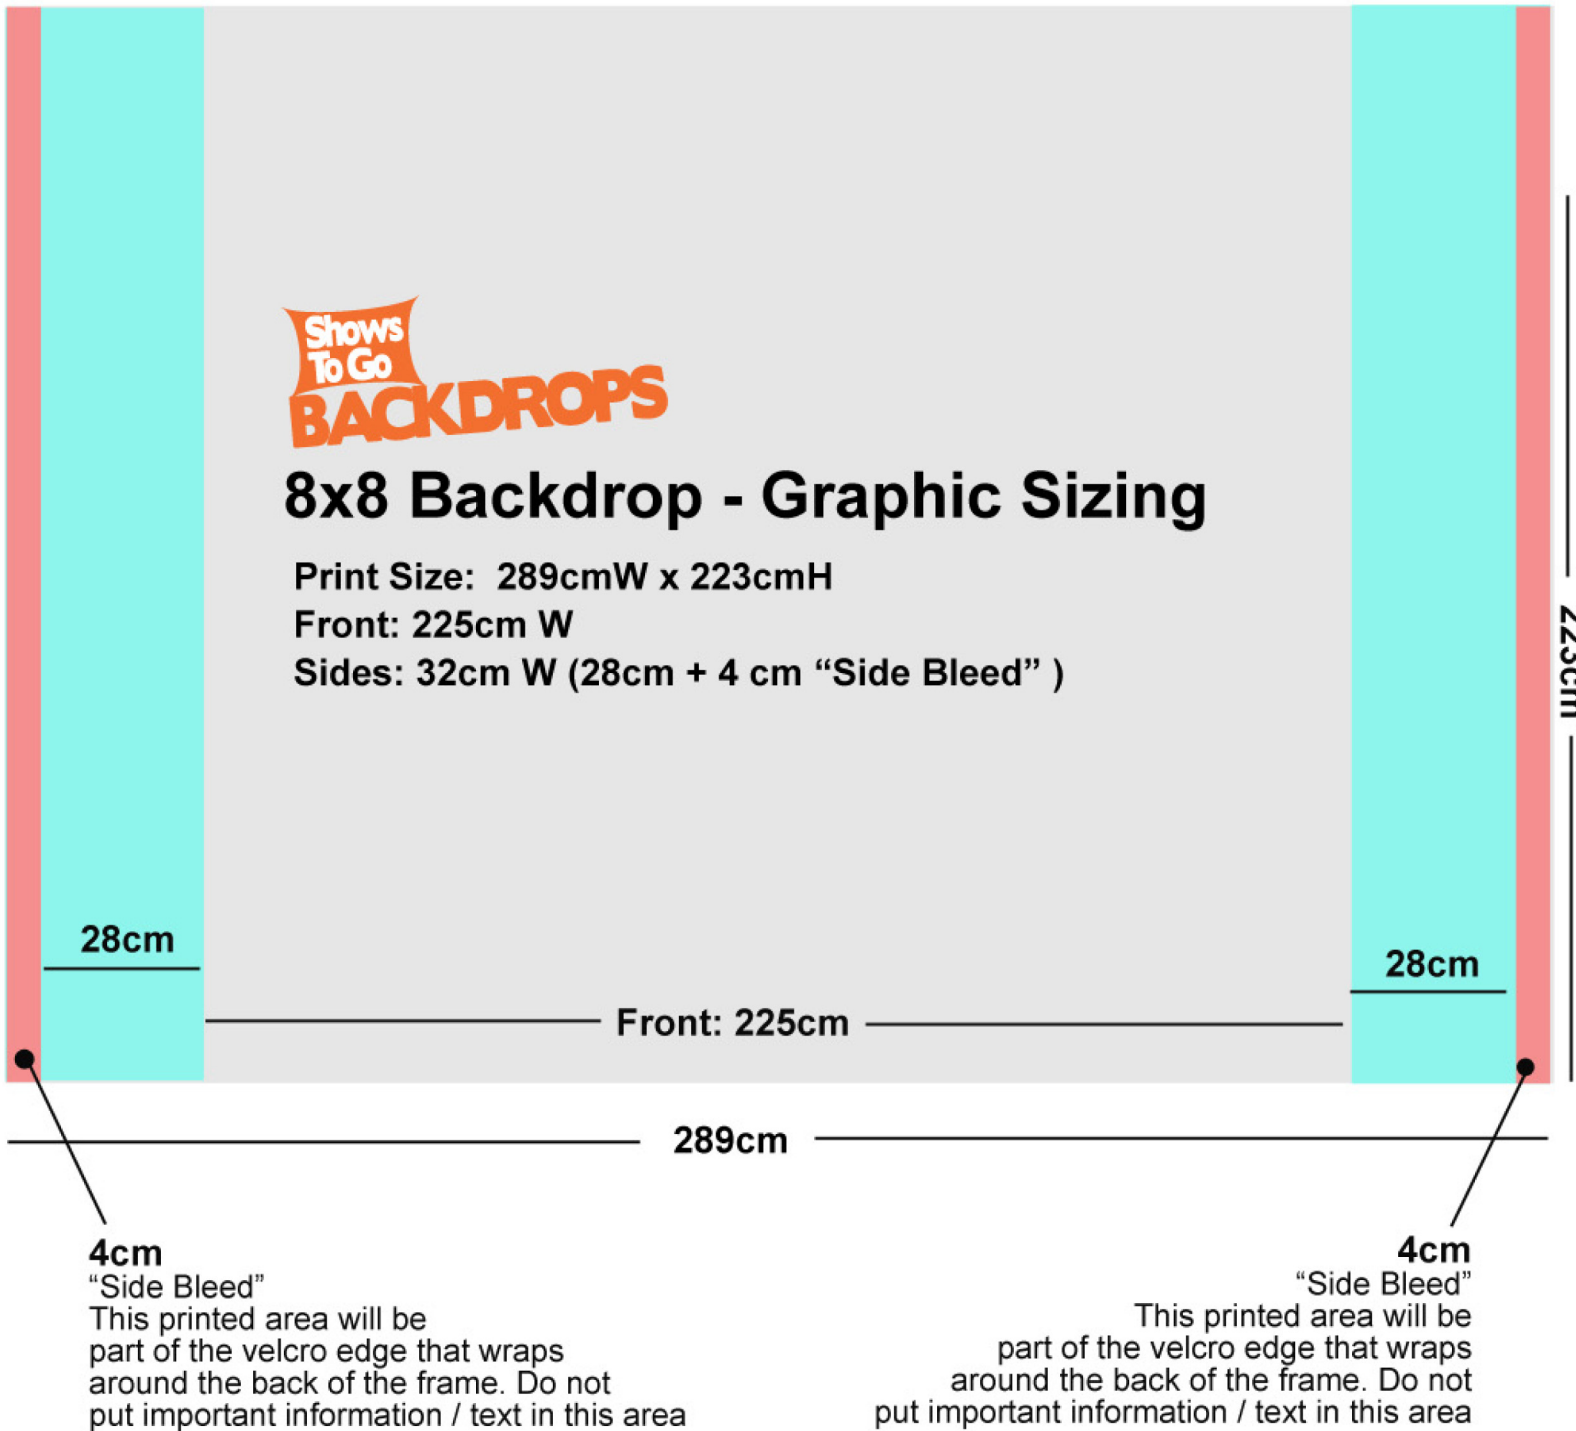 Shows
To Go
BACKDROPS
8x8 Backdrop - Graphic Sizing
Print Size:  289cmW x 223cmH
Front: 225cm W
Sides: 32cm W (28cm + 4 cm “Side Bleed” )
223cm
28cm
28cm
Front: 225cm
289cm
4cm
“Side Bleed”
This printed area will be
part of the velcro edge that wraps
around the back of the frame. Do not
put important information / text in this area
4cm
“Side Bleed”
This printed area will be
part of the velcro edge that wraps
around the back of the frame. Do not
put important information / text in this area